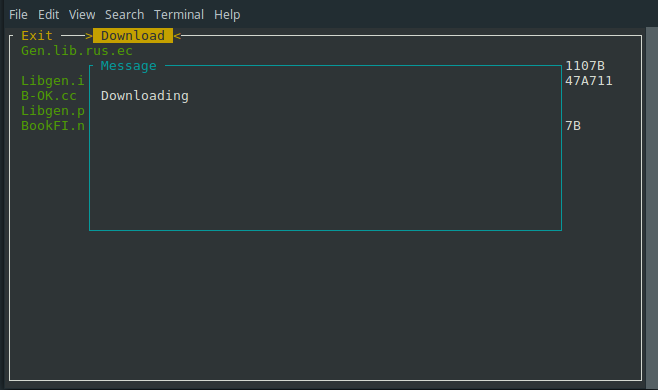 File Edit View Search Terminal Help
Exit > Download <
Gen.lib.rus.ec
Message 1107B
Libgen.i 47A711
B-OK.cc Downloading
Libgen.p
BookFI.n 7B